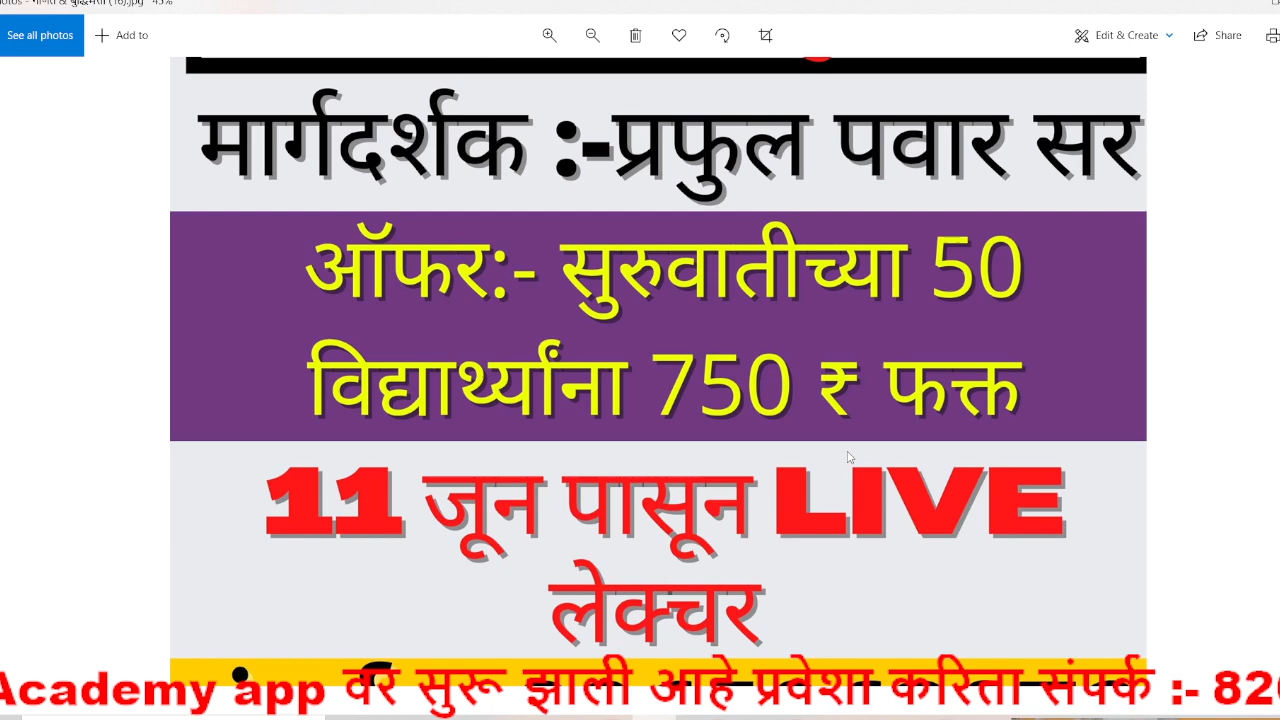 See all photos
Add to
Edit & Create
Share
मार्गदर्शक :-प्रफुल पवार सर
ऑफर:- सुरुवातीच्या 50
विद्यार्थ्यांना 750 ₹ फक्त
11 जून पासून LIVE
लेक्चर
Academy app वर सुरू झाली आहे प्रवेशा करिता संपर्क :- 820